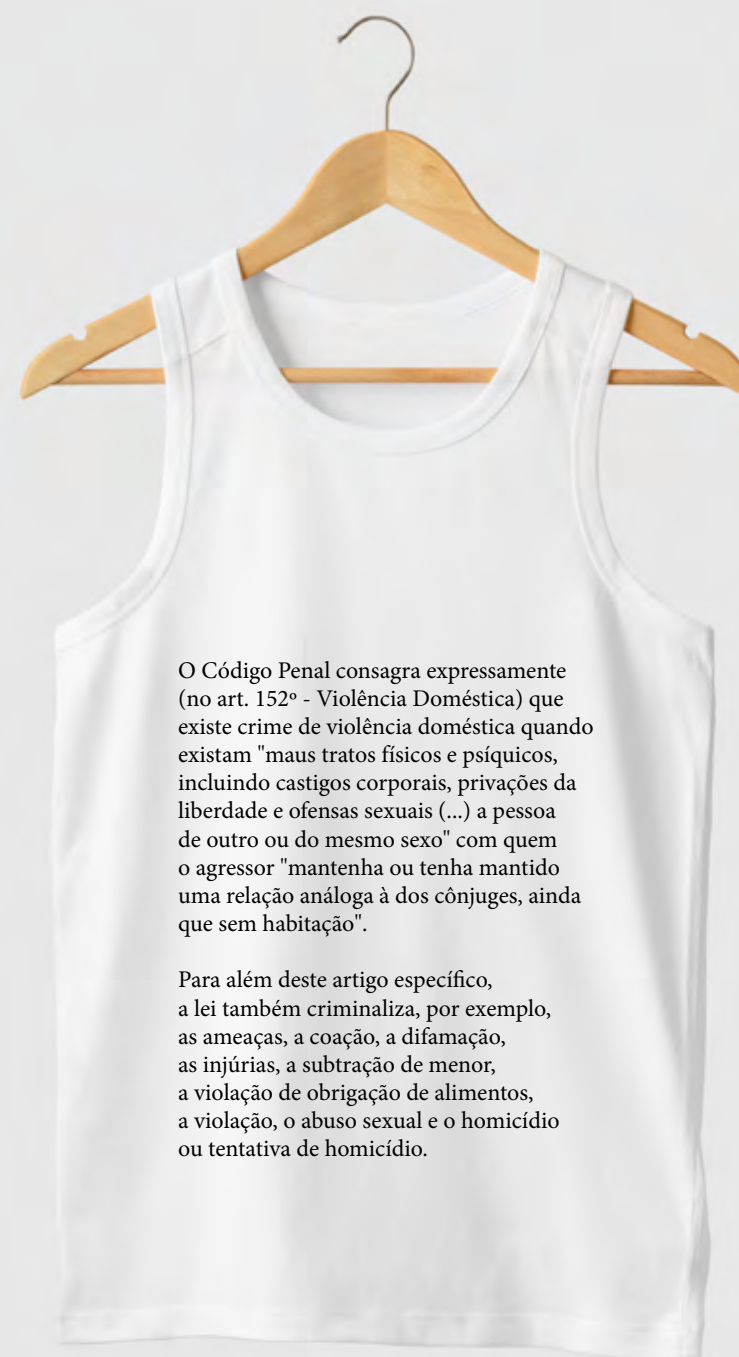 O Código Penal consagra expressamente
(no art. 152º - Violência Doméstica) que
existe crime de violência doméstica quando
existam "maus tratos físicos e psíquicos,
incluindo castigos corporais, privações da
liberdade e ofensas sexuais (...) a pessoa
de outro ou do mesmo sexo" com quem
o agressor "mantenha ou tenha mantido
uma relação análoga à dos cônjuges, ainda
que sem habitação".
Para além deste artigo específico,
a lei também criminaliza, por exemplo,
as ameaças, a coação, a difamação,
as injúrias, a subtração de menor,
a violação de obrigação de alimentos,
a violação, o abuso sexual e o homicídio
ou tentativa de homicídio.